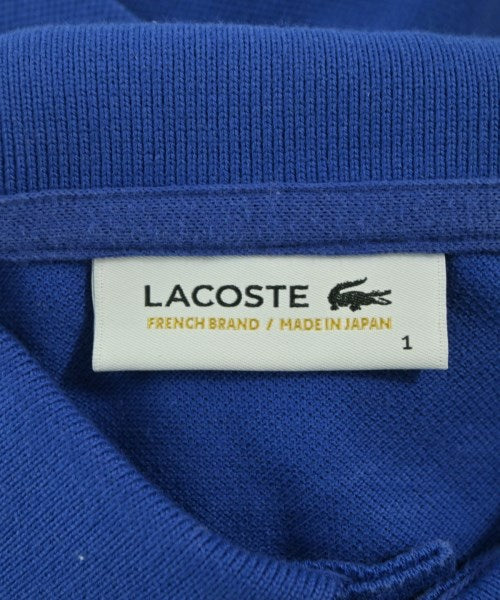 LACOSTE
FRENCH BRAND / MADE IN JAPAN
1